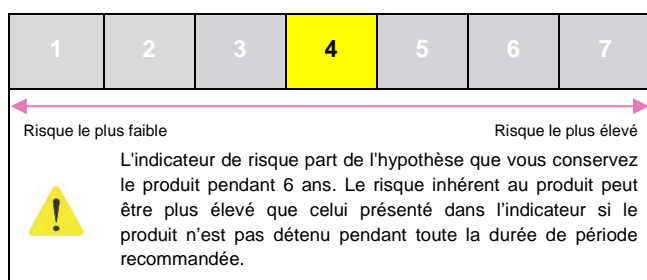 1 2 3 4 5 6 7
Risque le plus faible Risque le plus élevé
L'indicateur de risque part de l'hypothèse que vous conservez
le produit pendant 6 ans. Le risque inhérent au produit peut
être plus élevé que celui présenté dans l'indicateur si le
produit n'est pas détenu pendant toute la durée de période
recommandée.